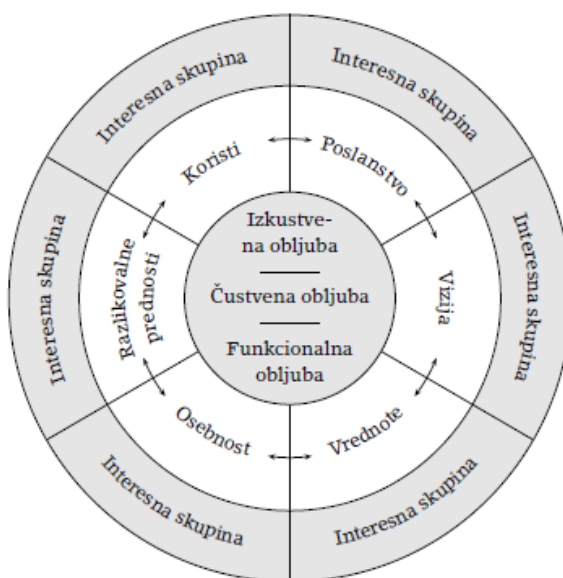 Interesna skupina
Interesna skupina
Koristi
Poslanstvo
Izkustve-
na obljuba
Interesna skupina
Razlikovalne
prednosti
Čustvena obljuba
Vizija
Interesna skupina
Funkcionalna
obljuba
Osebnost
Vrednote
Interesna skupina
Interesna skupina